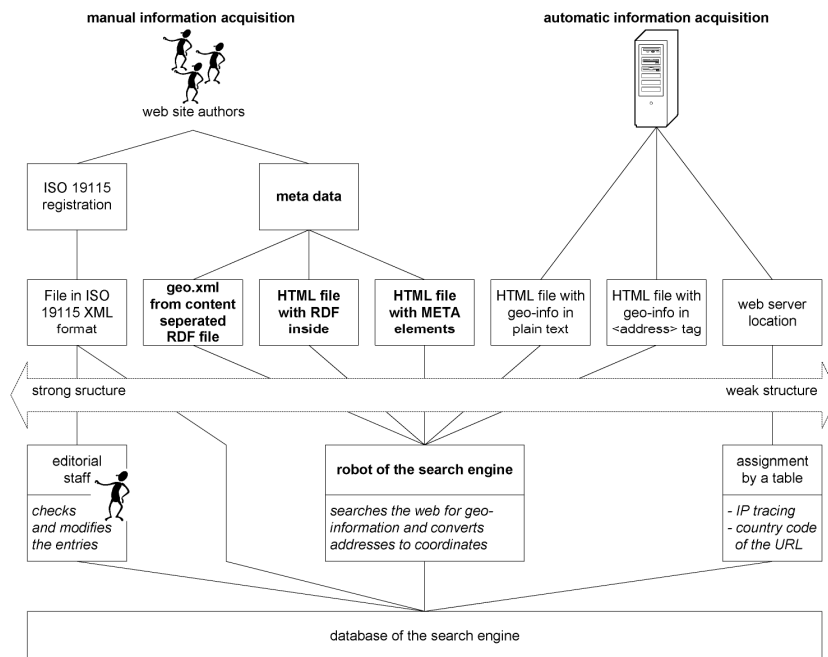 manual information acquisition
automatic information acquisition
web site authors
ISO 19115
registration
meta data
File in ISO
19115 XML
format
geo.xml
from content
seperated
RDF file
HTML file
with RDF
inside
HTML file
with META
elements
HTML file with
geo-info in
plain text
HTML file with
geo-info in
<address> tag
web server
location
strong sructure
weak structure
editorial
staff
checks
and modifies
the entries
robot of the search engine
searches the web for geo-
information and converts
addresses to coordinates
assignment
by a table
- IP tracing
- country code
of the URL
database of the search engine